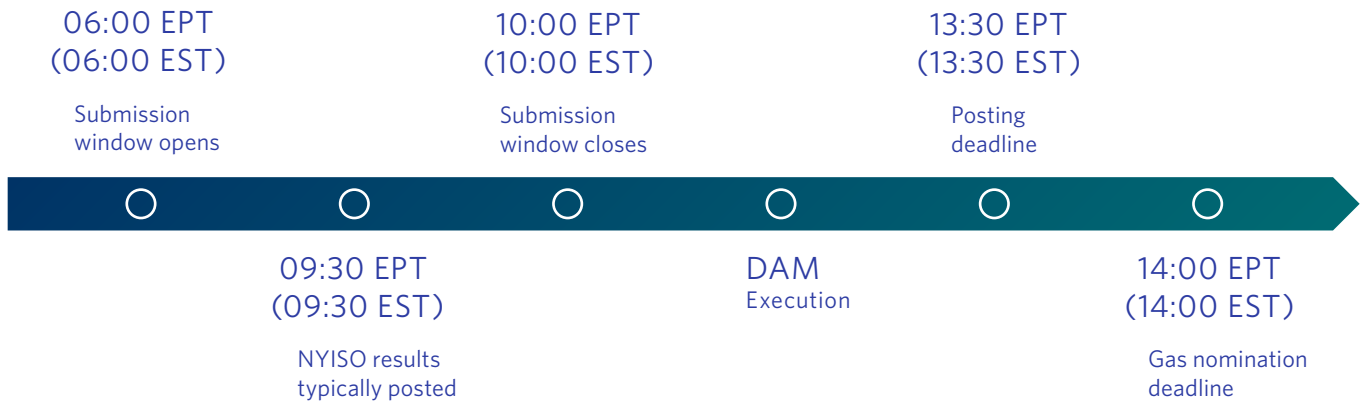 06:00 EPT
(06:00 EST)
Submission
window opens
09:30 EPT
(09:30 EST)
NYISO results
typically posted
10:00 EPT
(10:00 EST)
Submission
window closes
DAM
Execution
13:30 EPT
(13:30 EST)
Posting
deadline
14:00 EPT
(14:00 EST)
Gas nomination
deadline